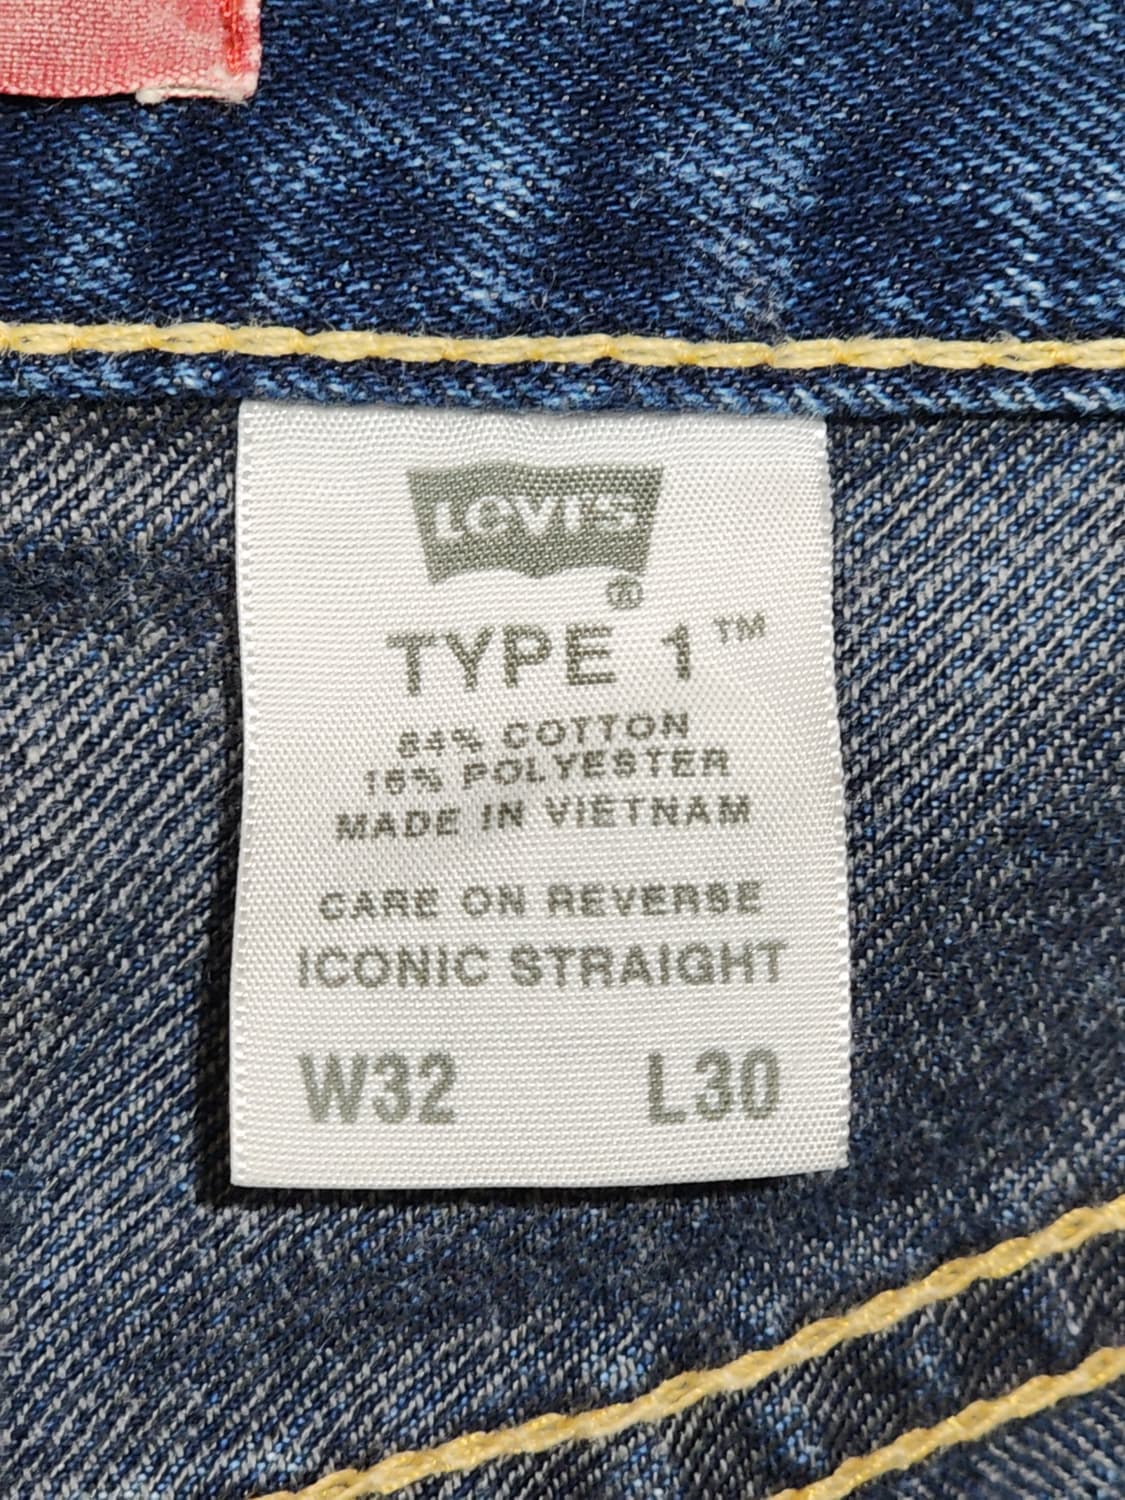 LEVI'S
®
TYPE 1™
84% COTTON
16% POLYESTER
MADE IN VIETNAM
CARE ON REVERSE
ICONIC STRAIGHT
W32 L30